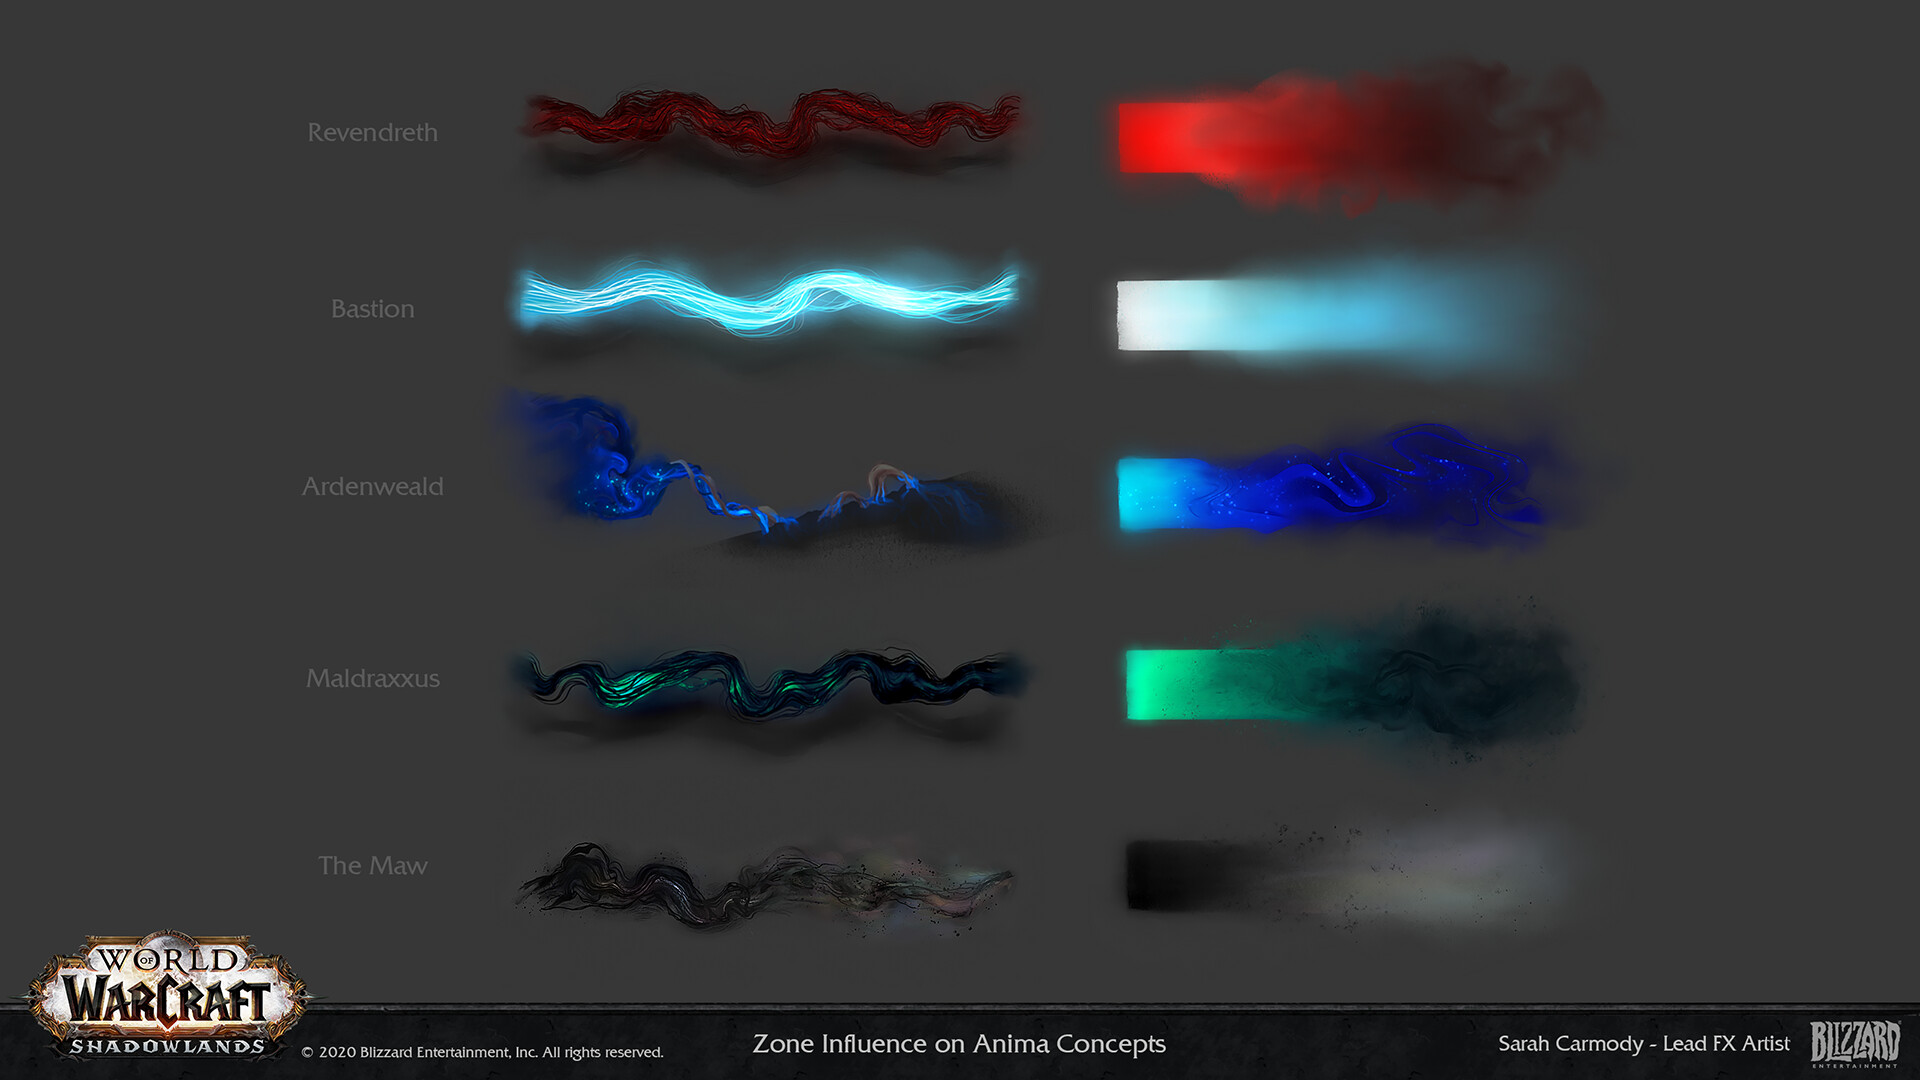 Revendreth
Bastion
Ardenweald
Maldraxxus
The Maw
WORLD
OF
WARCRAFT
SHADOWLANDS
© 2020 Blizzard Entertainment, Inc. All rights reserved.
Zone Influence on Anima Concepts
Sarah Carmody - Lead FX Artist
BLIZZARD
ENTERTAINMENT